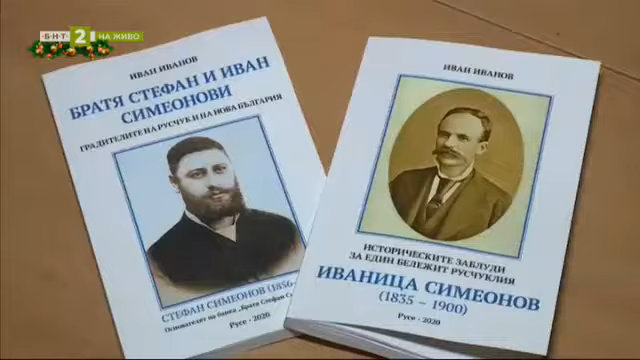 БНТ 2 НА ЖИВО
ИВАН ИВАНОВ
БРАТЯ СТЕФАН И ИВАН
СИМЕОНОВИ
ГРАДИТЕЛИТЕ НА РУСЧУК И НА НОВА БЪЛГАРИЯ
СТЕФАН СИМЕОНОВ (1856-
Основателят на банка „Братя Стефан С
Русе - 2020
ИВАН ИВАНОВ
ИСТОРИЧЕСКИТЕ ЗАБЛУДИ
ЗА ЕДИН БЕЛЕЖИТ РУСЧУКЛИЯ
ИВАНИЦА СИМЕОНОВ
(1835 - 1900)
Русе - 2020